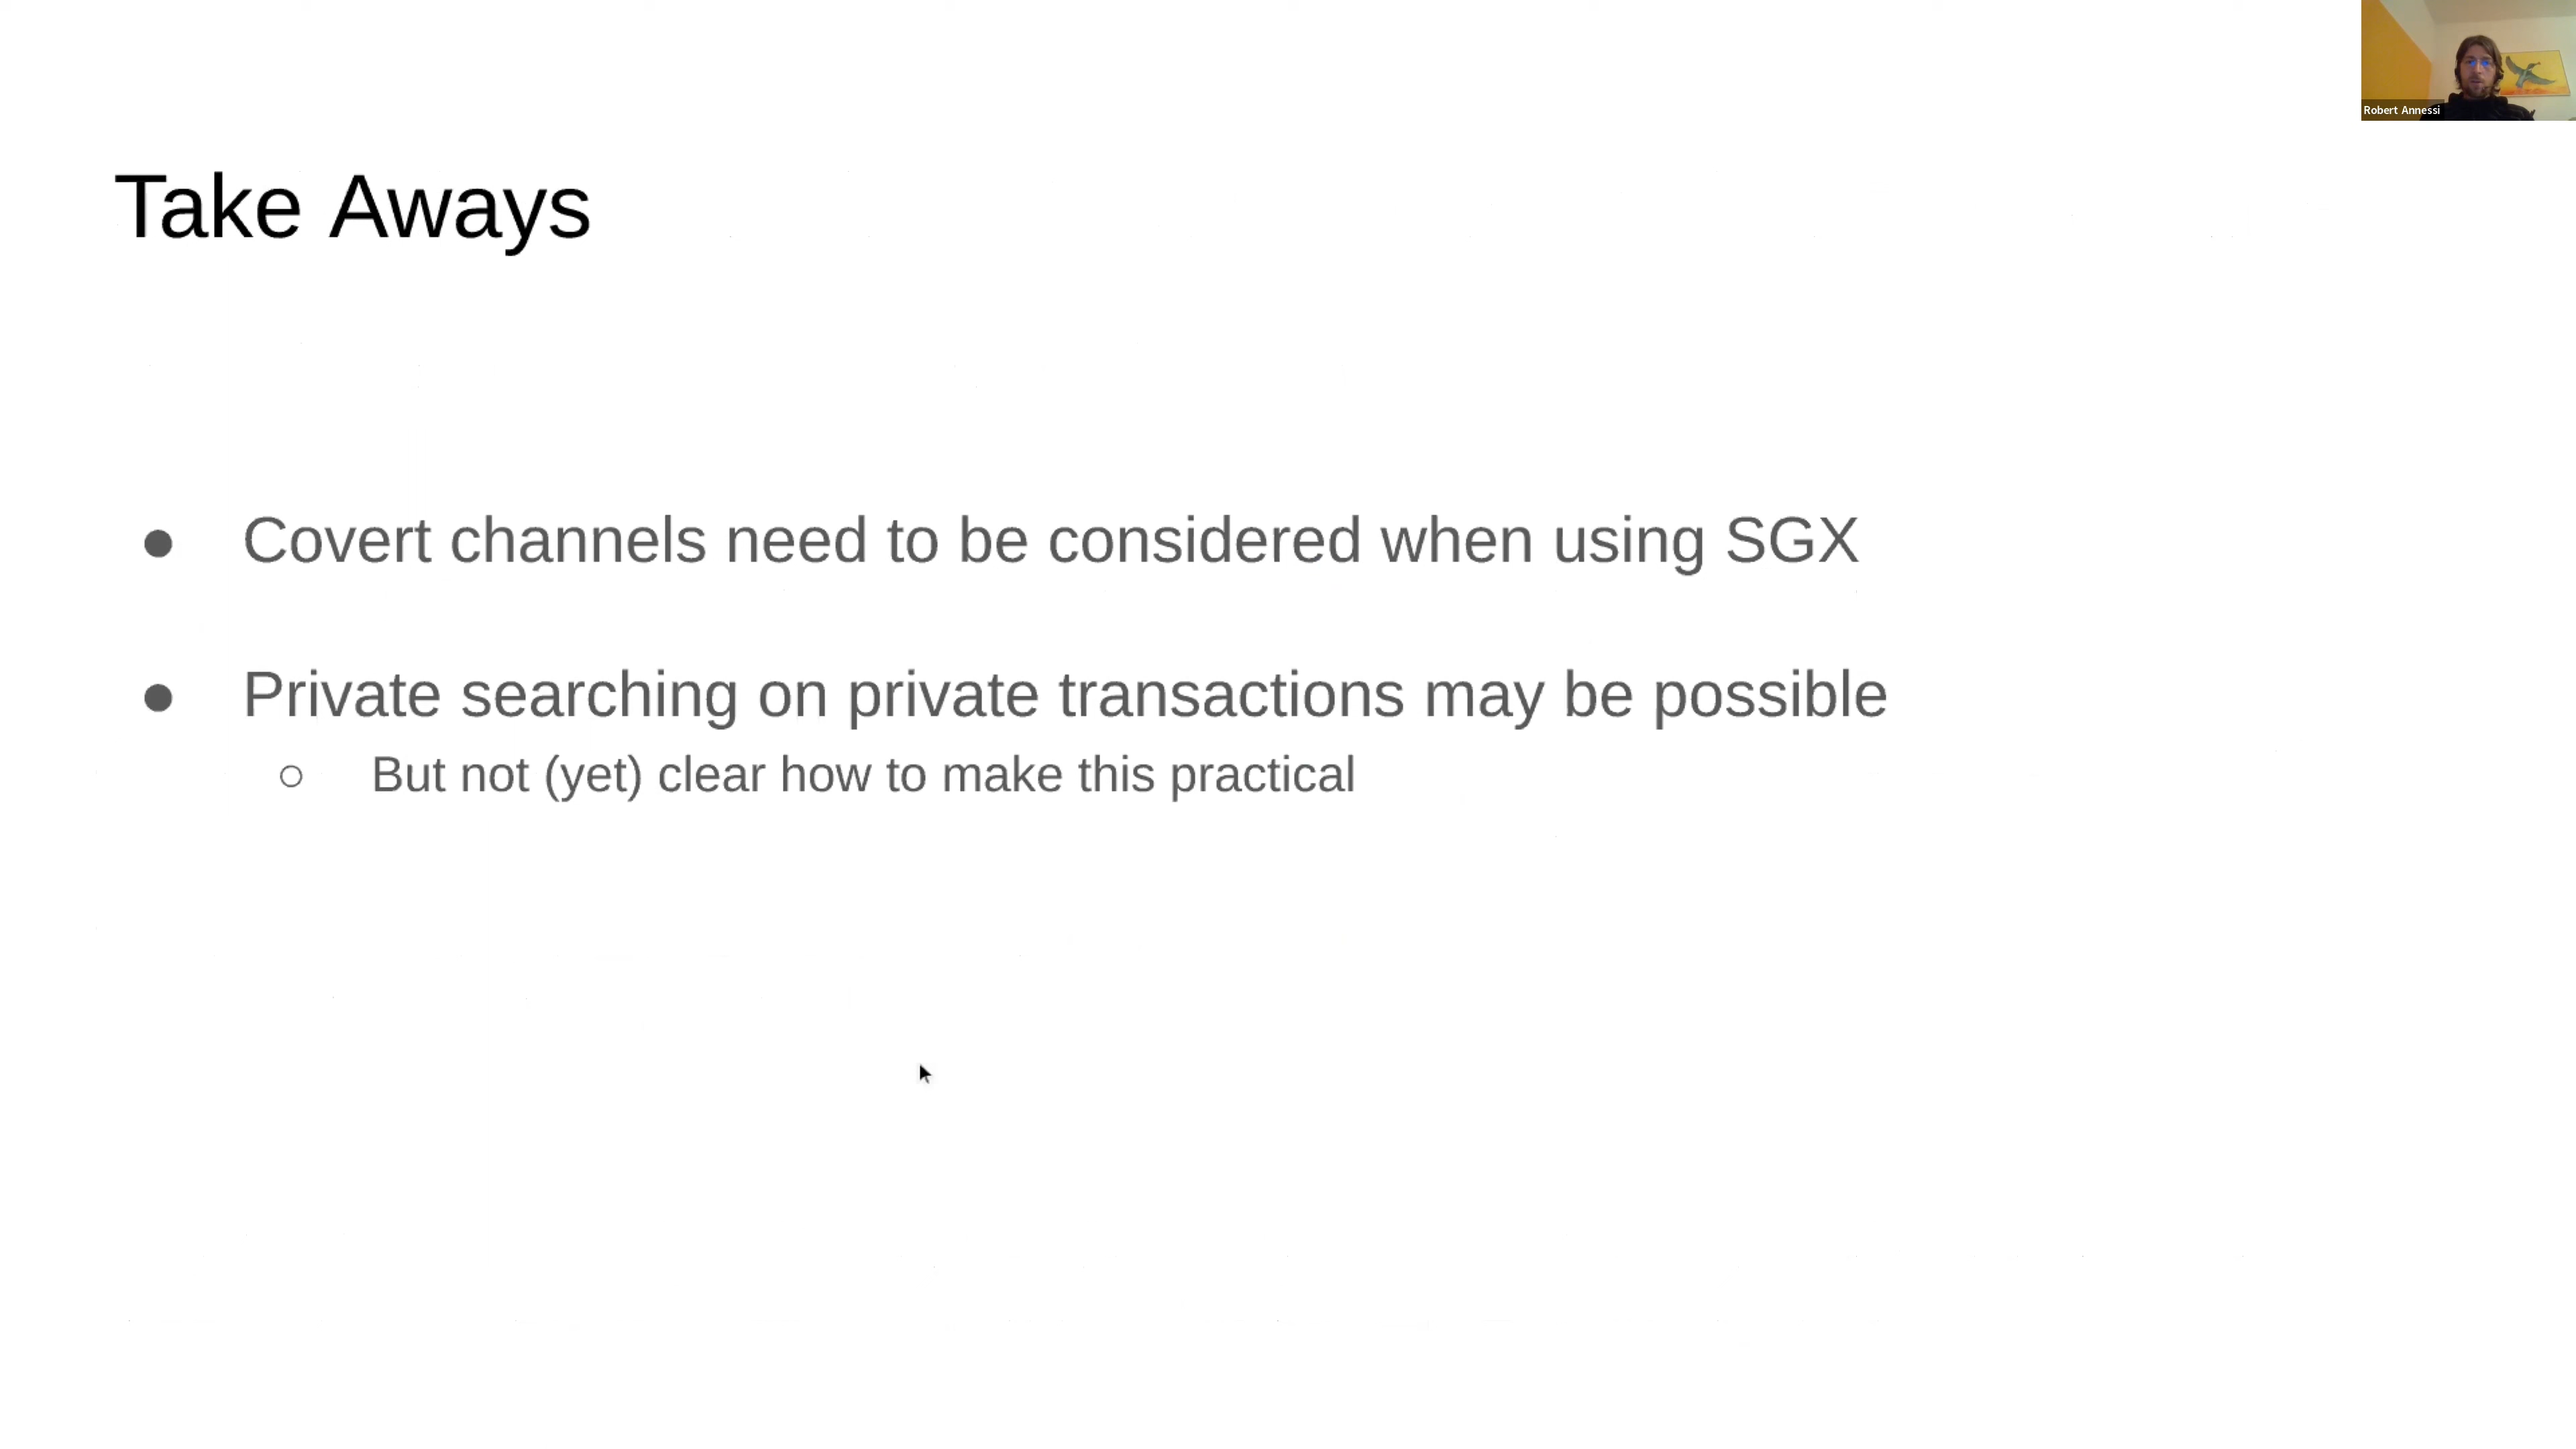 Robert Annessi
Take Aways
● Covert channels need to be considered when using SGX
● Private searching on private transactions may be possible
○ But not (yet) clear how to make this practical